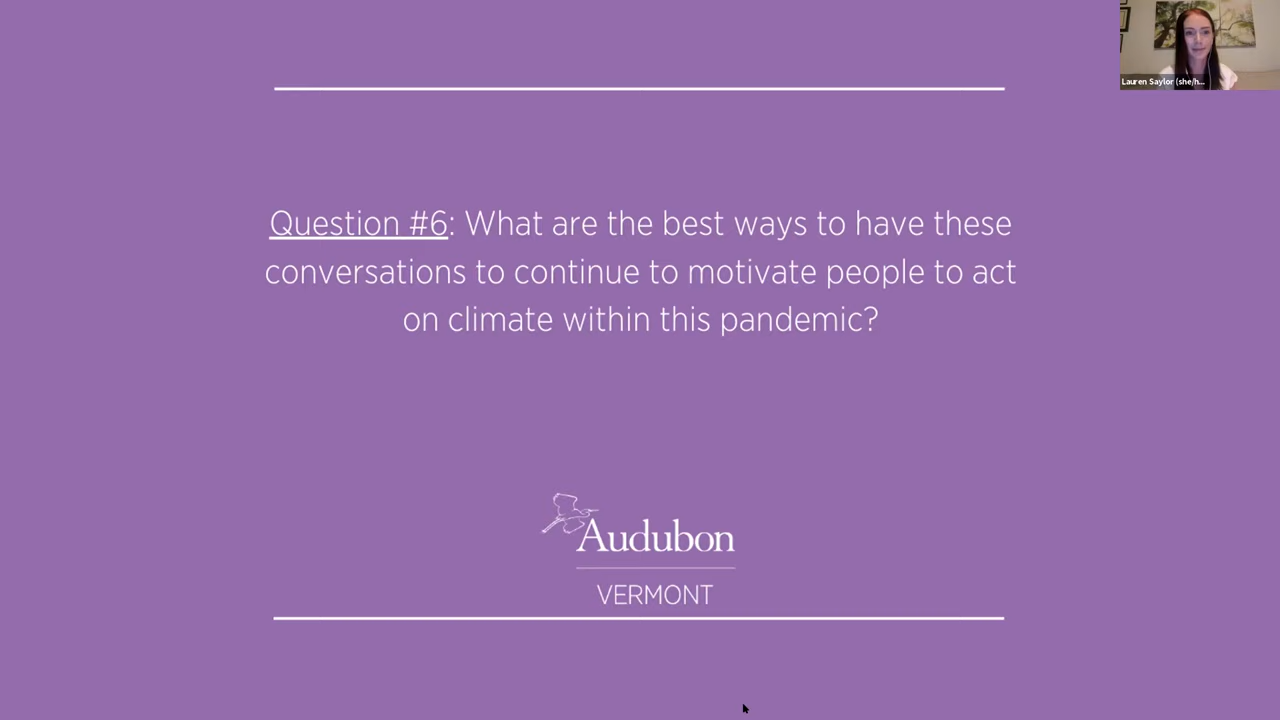 Lauren Saylor (she/h...
Question #6: What are the best ways to have these
conversations to continue to motivate people to act
on climate within this pandemic?
Audubon
VERMONT